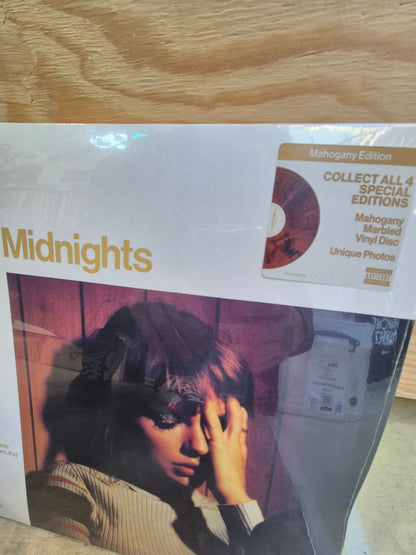 Mahogany Edition
COLLECT ALL 4
SPECIAL
EDITIONS
Mahogany
Marbled
Vinyl Disc
Unique Photos
Midnights